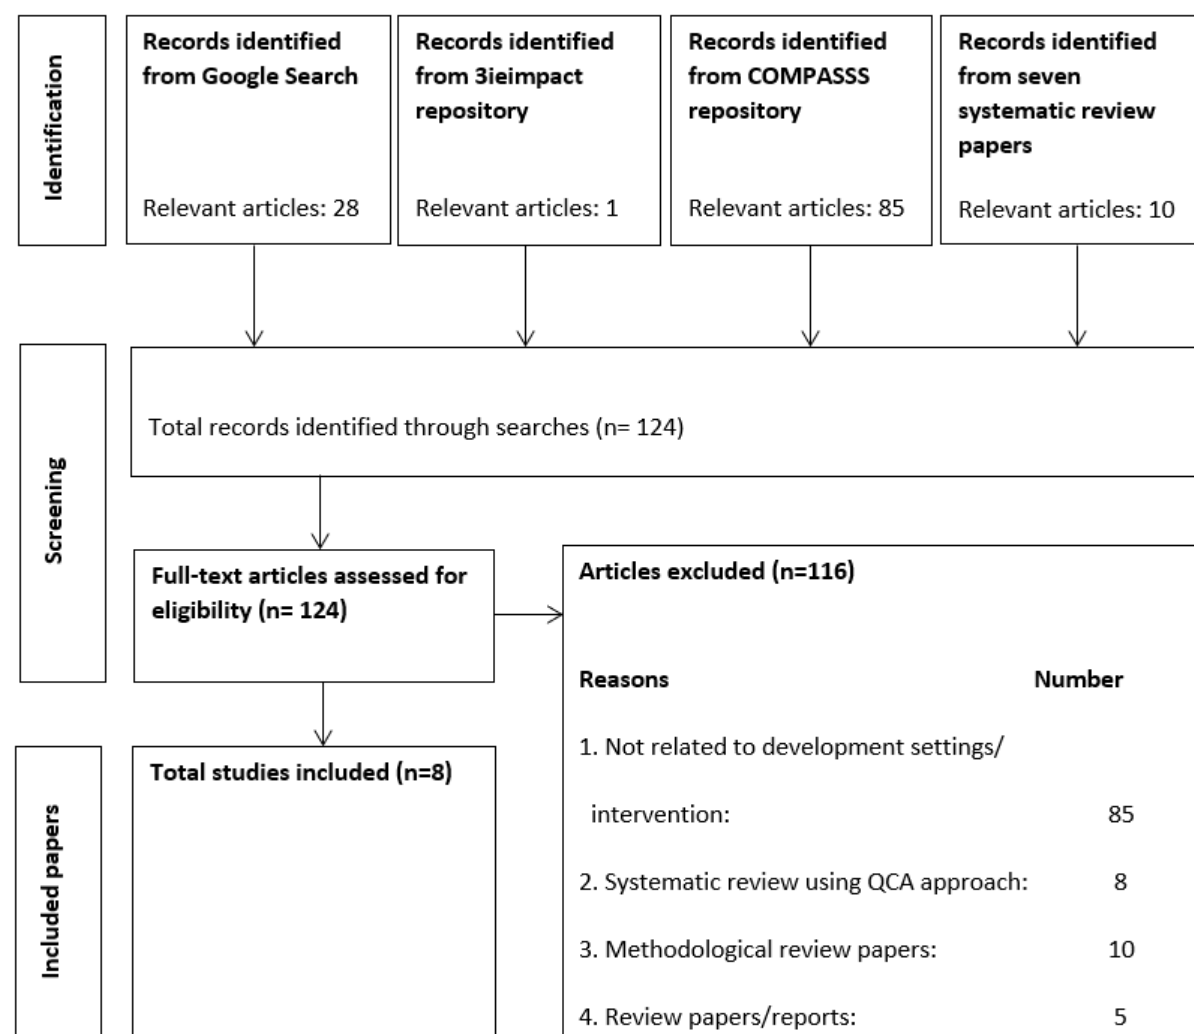 Identification
Records identified
from Google Search
Relevant articles: 28
Records identified
from 3ieimpact
repository
Relevant articles: 1
Records identified
from COMPASSS
repository
Relevant articles: 85
Records identified
from seven
systematic review
papers
Relevant articles: 10
Screening
Total records identified through searches (n= 124)
Full-text articles assessed for
eligibility (n= 124)
Articles excluded (n=116)
Reasons Number
1. Not related to development settings/
intervention: 85
2. Systematic review using QCA approach: 8
3. Methodological review papers: 10
4. Review papers/reports: 5
Included papers
Total studies included (n=8)